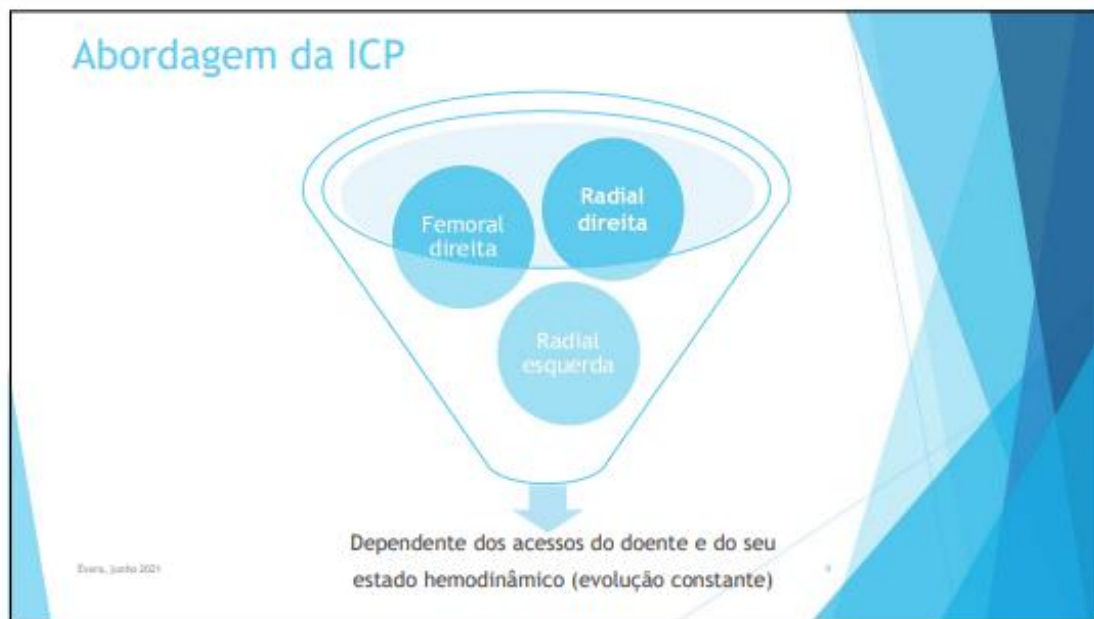 Abordagem da ICP
Radial
direita
Femoral
direita
Radial
esquerda
Dependente dos acessos do doente e do seu
estado hemodinâmico (evolução constante)
Évora, junho 2021
9